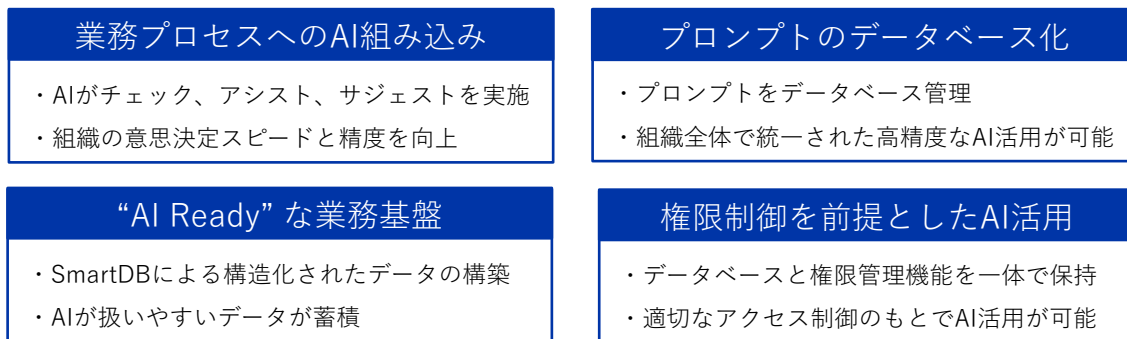 業務プロセスへのAI組み込み
・AIがチェック、アシスト、サジェストを実施
・組織の意思決定スピードと精度を向上
プロンプトのデータベース化
・プロンプトをデータベース管理
・組織全体で統一された高精度なAI活用が可能
“AI Ready” な業務基盤
・SmartDBによる構造化されたデータの構築
・AIが扱いやすいデータが蓄積
権限制御を前提としたAI活用
・データベースと権限管理機能を一体で保持
・適切なアクセス制御のもとでAI活用が可能